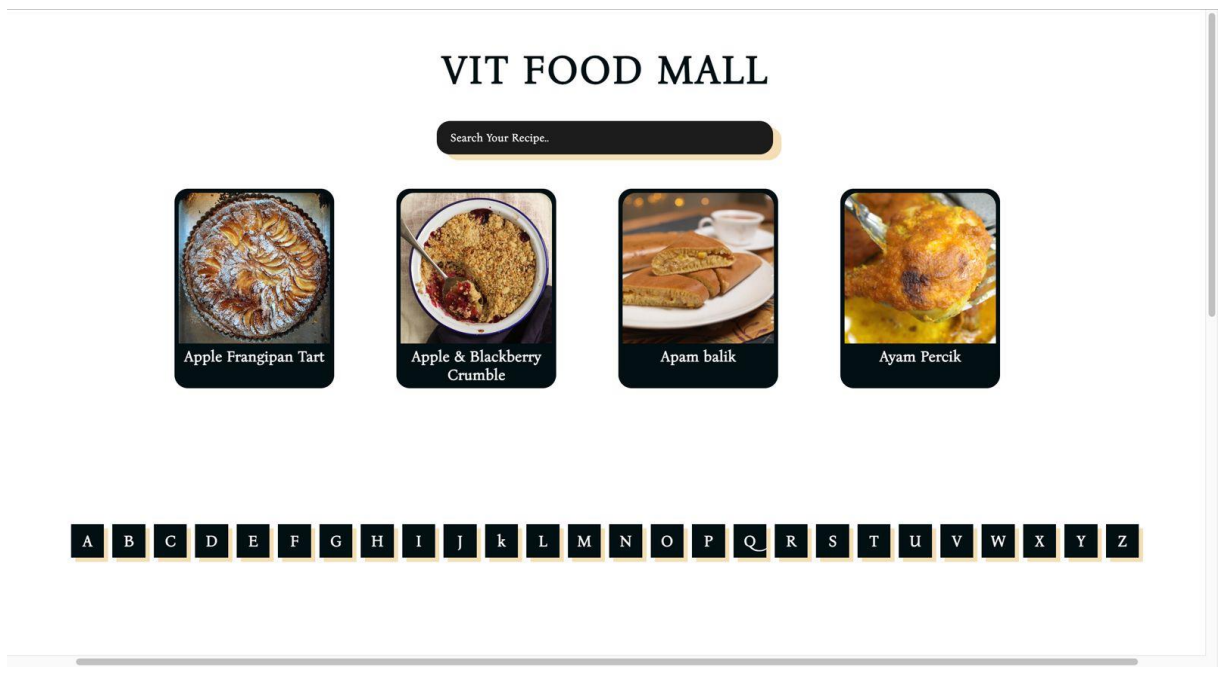 VIT FOOD MALL
Search Your Recipe..
Apple Frangipan Tart
Apple & Blackberry
Crumble
Apam balik
Ayam Percik
A B C D E F G H I J k L M N O P Q R S T U V W X Y Z